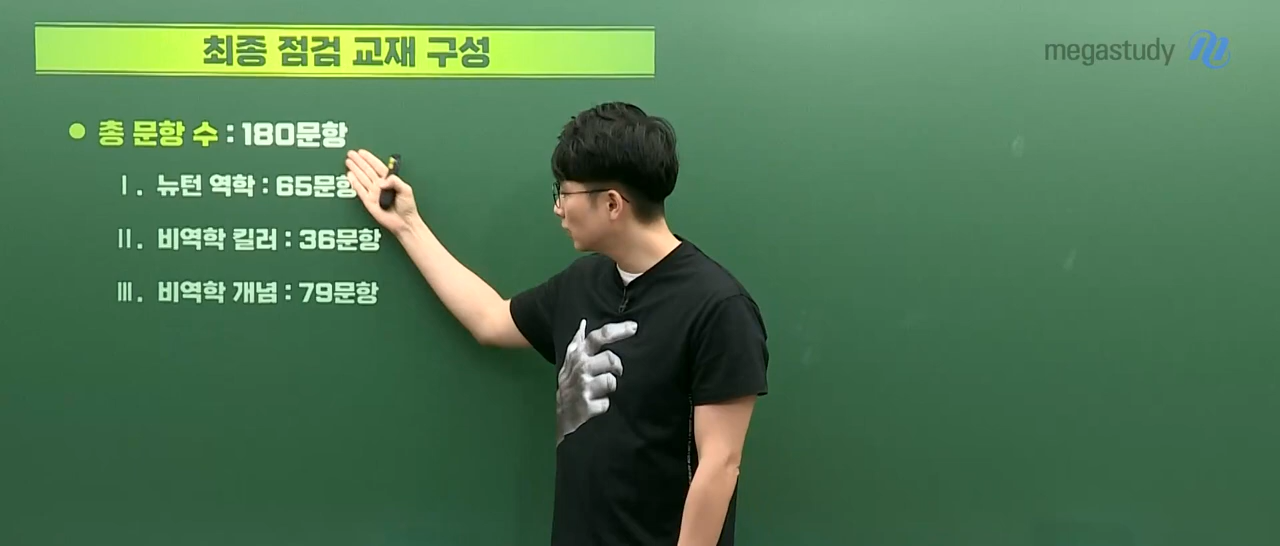 최종 점검 교재 구성
megastudy
총 문항 수 : 180문항
Ⅰ. 뉴턴 역학 : 65문항
Ⅱ. 비역학 킬러 : 36문항
Ⅲ. 비역학 개념 : 79문항